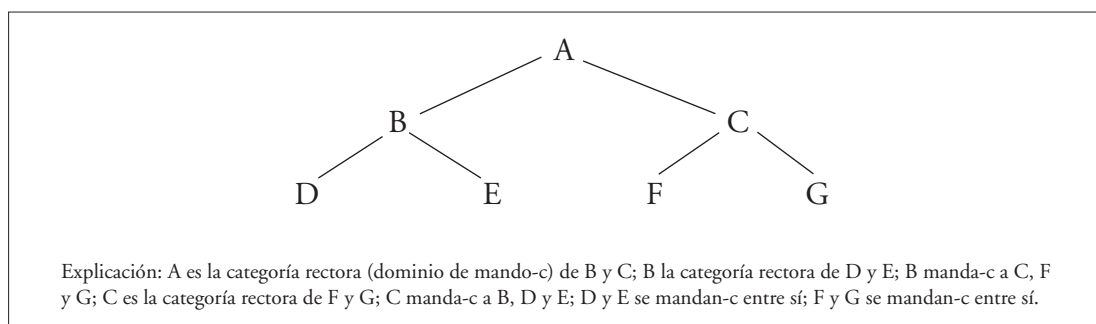 A
B C
D E F G
Explicación: A es la categoría rectora (dominio de mando-c) de B y C; B la categoría rectora de D y E; B manda-c a C, F
y G; C es la categoría rectora de F y G; C manda-c a B, D y E; D y E se mandan-c entre sí; F y G se mandan-c entre sí.